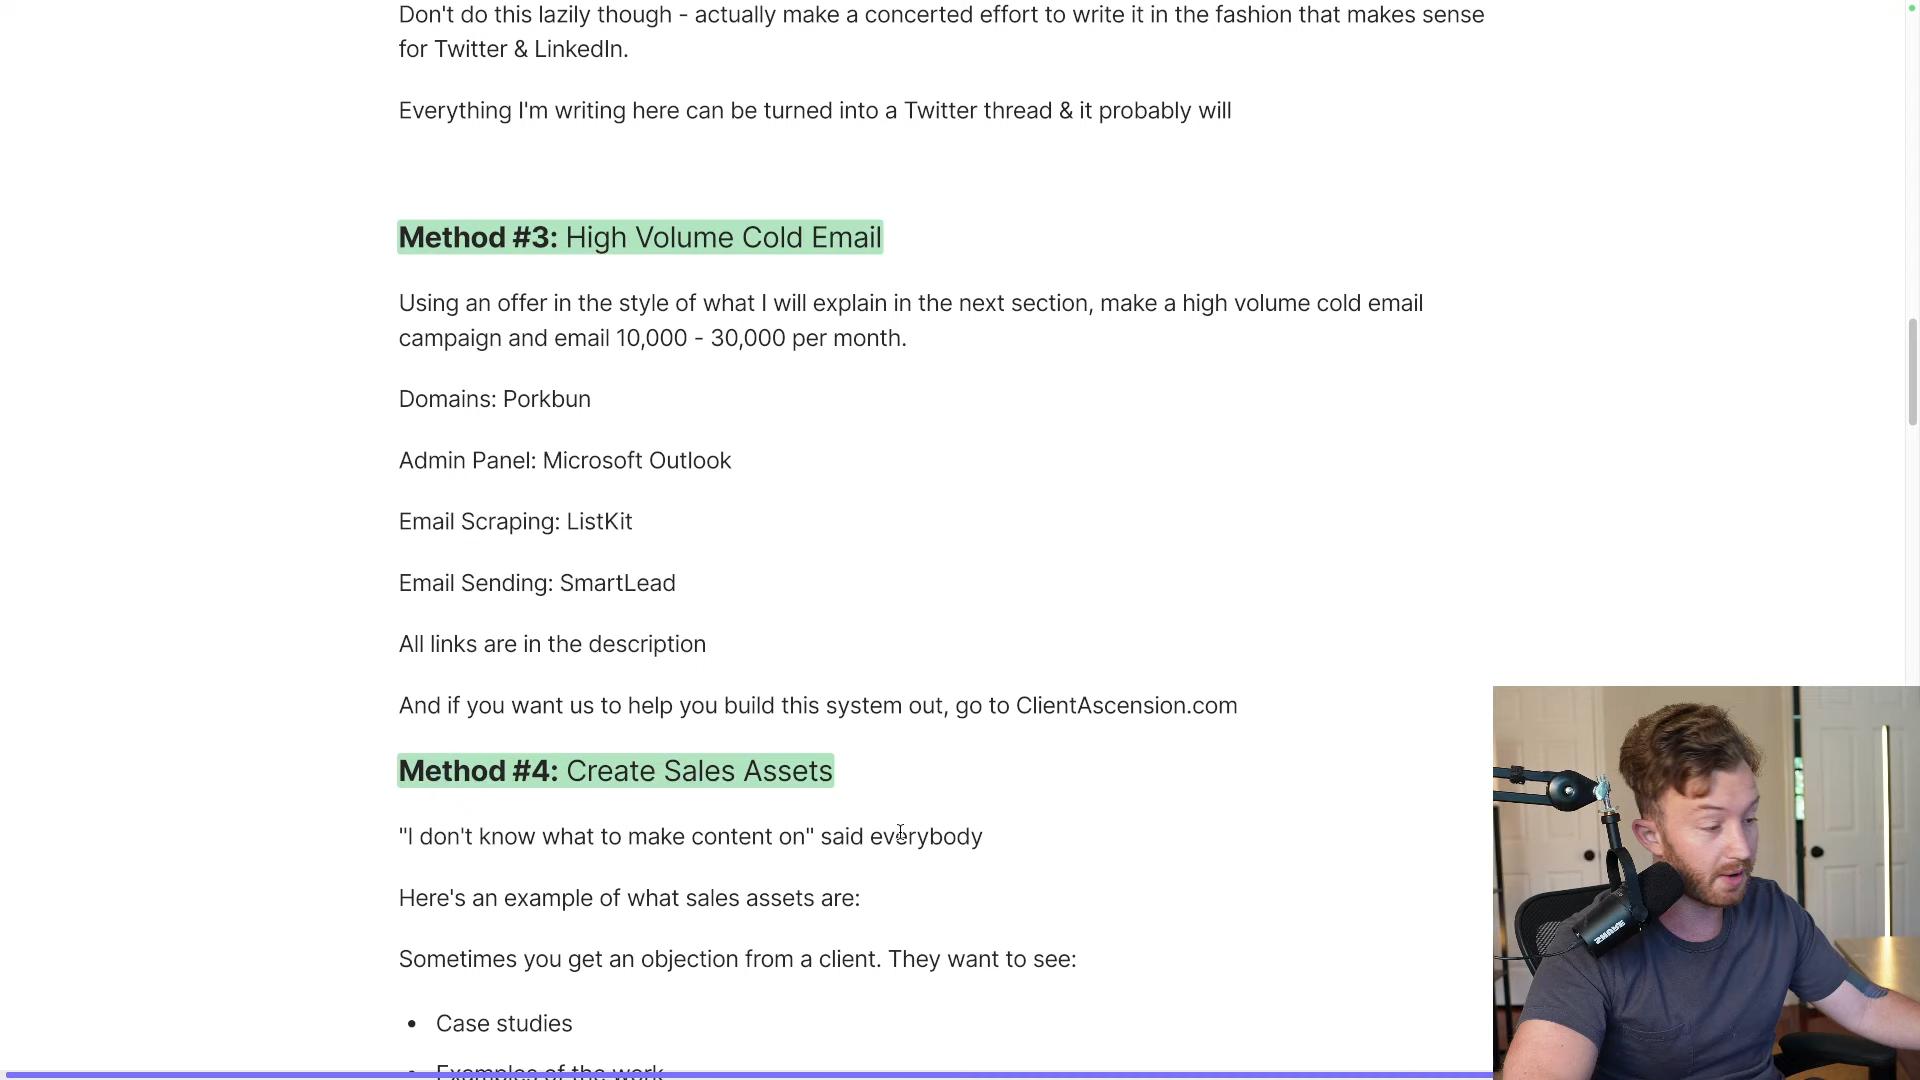 Don't do this lazily though - actually make a concerted effort to write it in the fashion that makes sense
for Twitter & LinkedIn.
Everything I'm writing here can be turned into a Twitter thread & it probably will
Method #3: High Volume Cold Email
Using an offer in the style of what I will explain in the next section, make a high volume cold email
campaign and email 10,000 - 30,000 per month.
Domains: Porkbun
Admin Panel: Microsoft Outlook
Email Scraping: ListKit
Email Sending: SmartLead
All links are in the description
And if you want us to help you build this system out, go to ClientAscension.com
Method #4: Create Sales Assets
"I don't know what to make content on" said everybody
Here's an example of what sales assets are:
Sometimes you get an objection from a client. They want to see:
• Case studies
• Examples of the work
SHURE